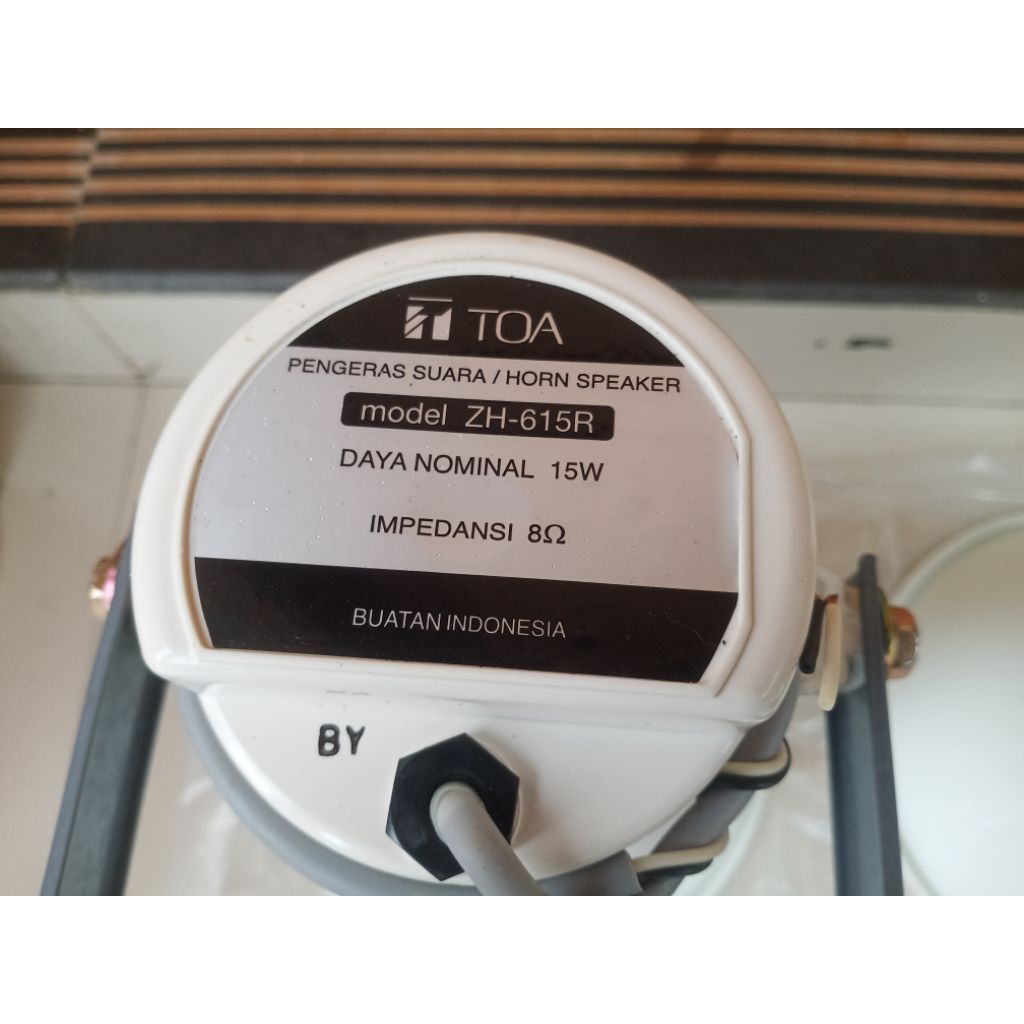 TOA
PENGERAS SUARA / HORN SPEAKER
model ZH-615R
DAYA NOMINAL 15W
IMPEDANSI 8Ω
BUATAN INDONESIA
BY